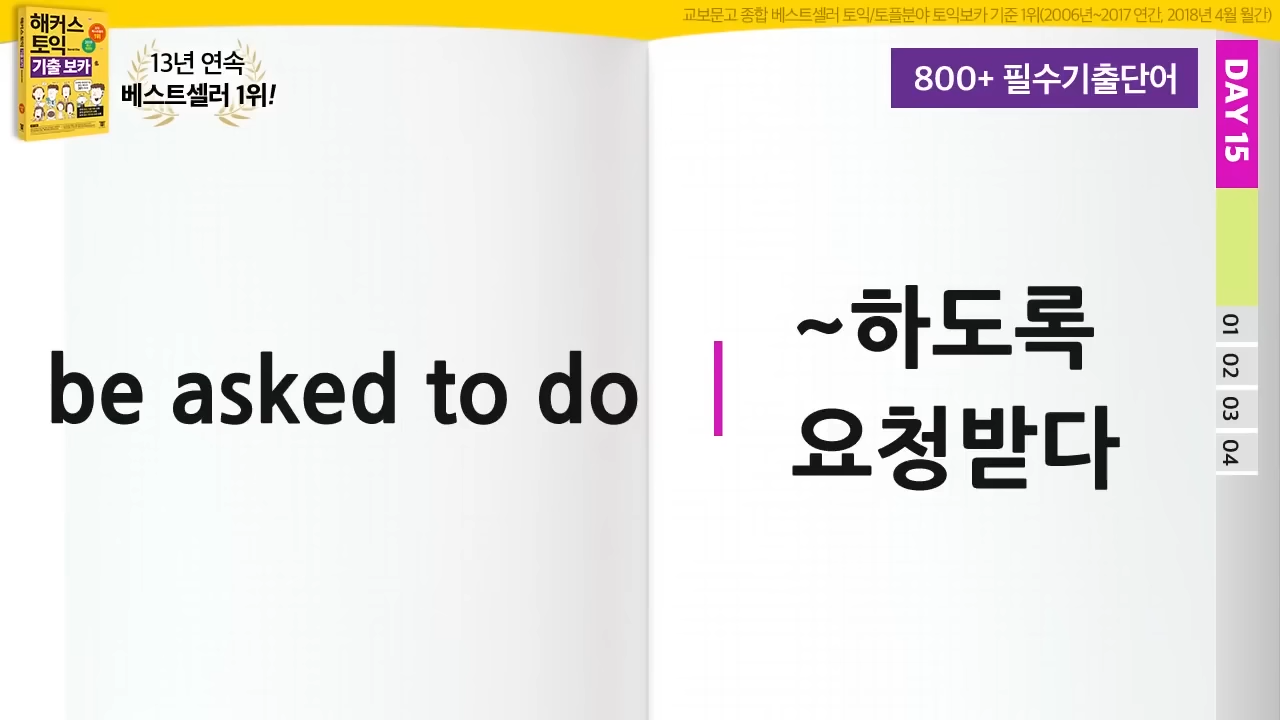 교보문고 종합 베스트셀러 토익/토플분야 토익보카 기준 1위(2006년~2017 연간, 2018년 4월 월간)
해커스
토익
기출 보카
13년 연속
베스트셀러 1위!
800+ 필수기출단어
DAY 15
be asked to do
~하도록
요청받다
01
02
03
04